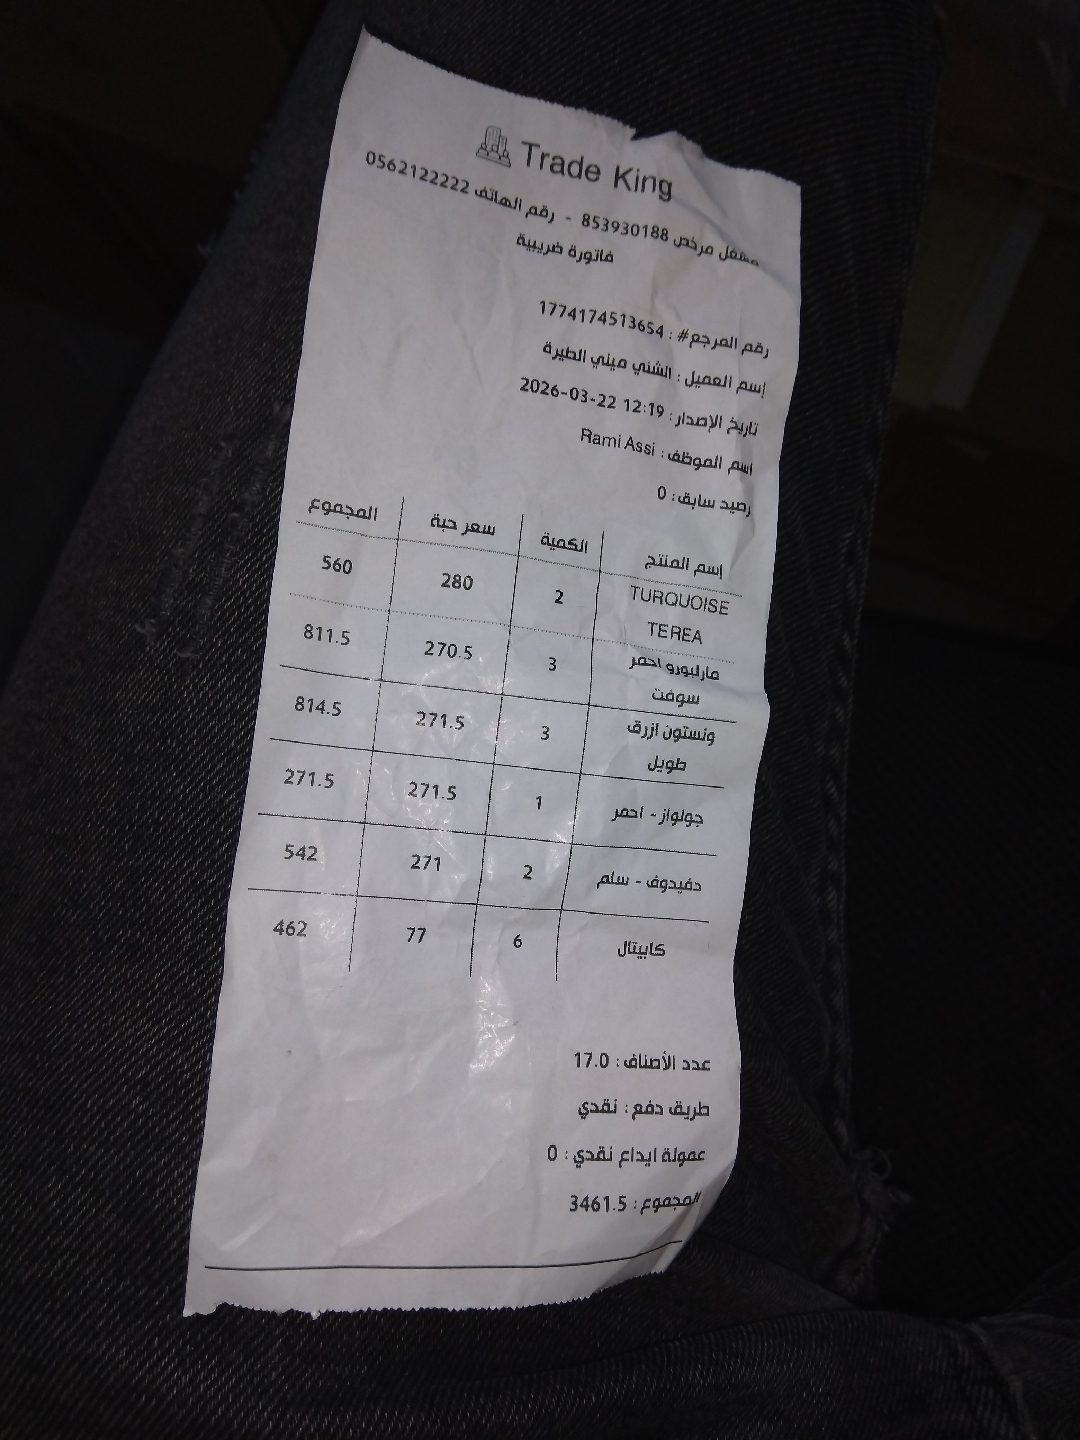 Trade King
مشغل مرخص 853930188 - رقم الهاتف 0562122222
فاتورة ضريبية
رقم المرجع# : 1774174513654
إسم العميل : الشني ميني الطيرة
تاريخ الإصدار : 2026-03-22 12:19
إسم الموظف : Rami Assi
رصيد سابق : 0
إسم المنتج الكمية سعر حبة المجموع
TURQUOISE TEREA 2 280 560
مارلبورو احمر سوفت 3 270.5 811.5
ونستون ازرق طويل 3 271.5 814.5
جولواز - احمر 1 271.5 271.5
دفيدوف - سلم 2 271 542
كابيتال 6 77 462
عدد الأصناف : 17.0
طريق دفع : نقدي
عمولة ايداع نقدي : 0
المجموع : 3461.5